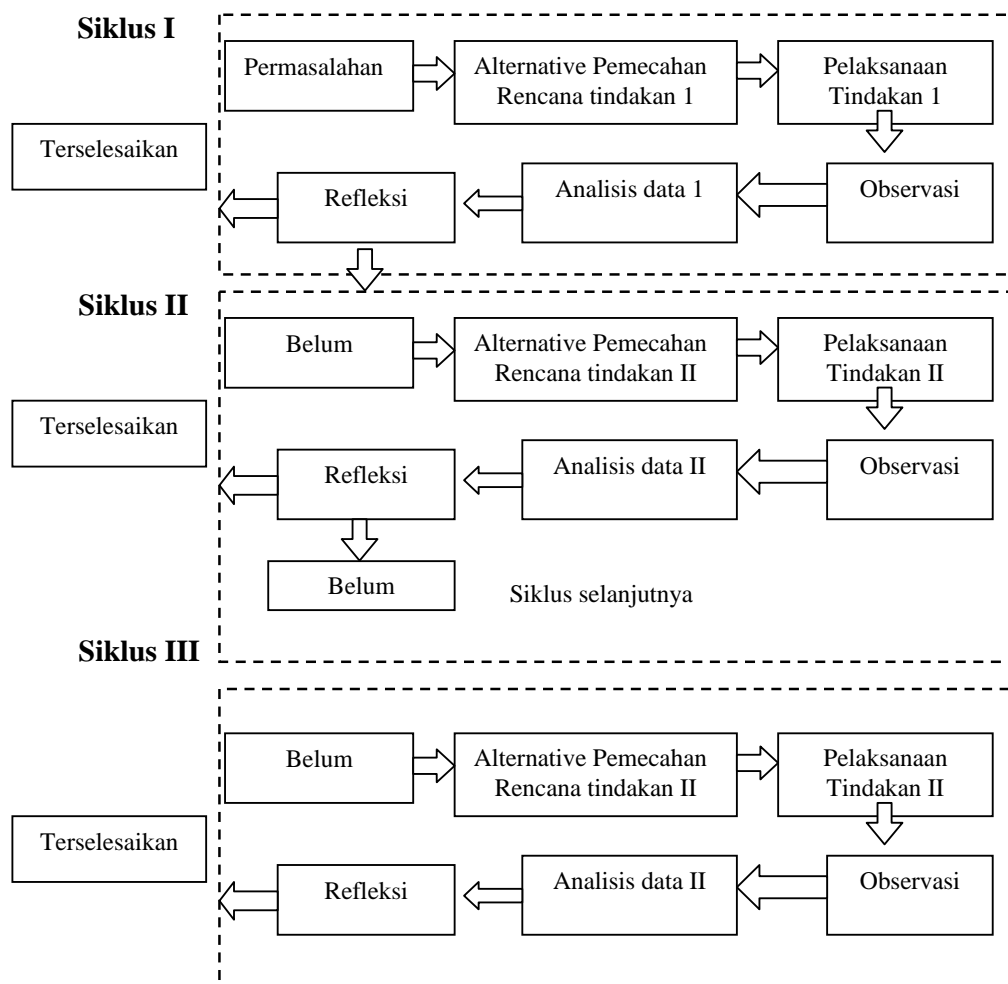 Siklus I
Permasalahan
Alternative Pemecahan
Rencana tindakan 1
Pelaksanaan
Tindakan 1
Terselesaikan
Refleksi
Analisis data 1
Observasi
Siklus II
Belum
Alternative Pemecahan
Rencana tindakan II
Pelaksanaan
Tindakan II
Terselesaikan
Refleksi
Analisis data II
Observasi
Belum
Siklus selanjutnya
Siklus III
Belum
Alternative Pemecahan
Rencana tindakan II
Pelaksanaan
Tindakan II
Terselesaikan
Refleksi
Analisis data II
Observasi